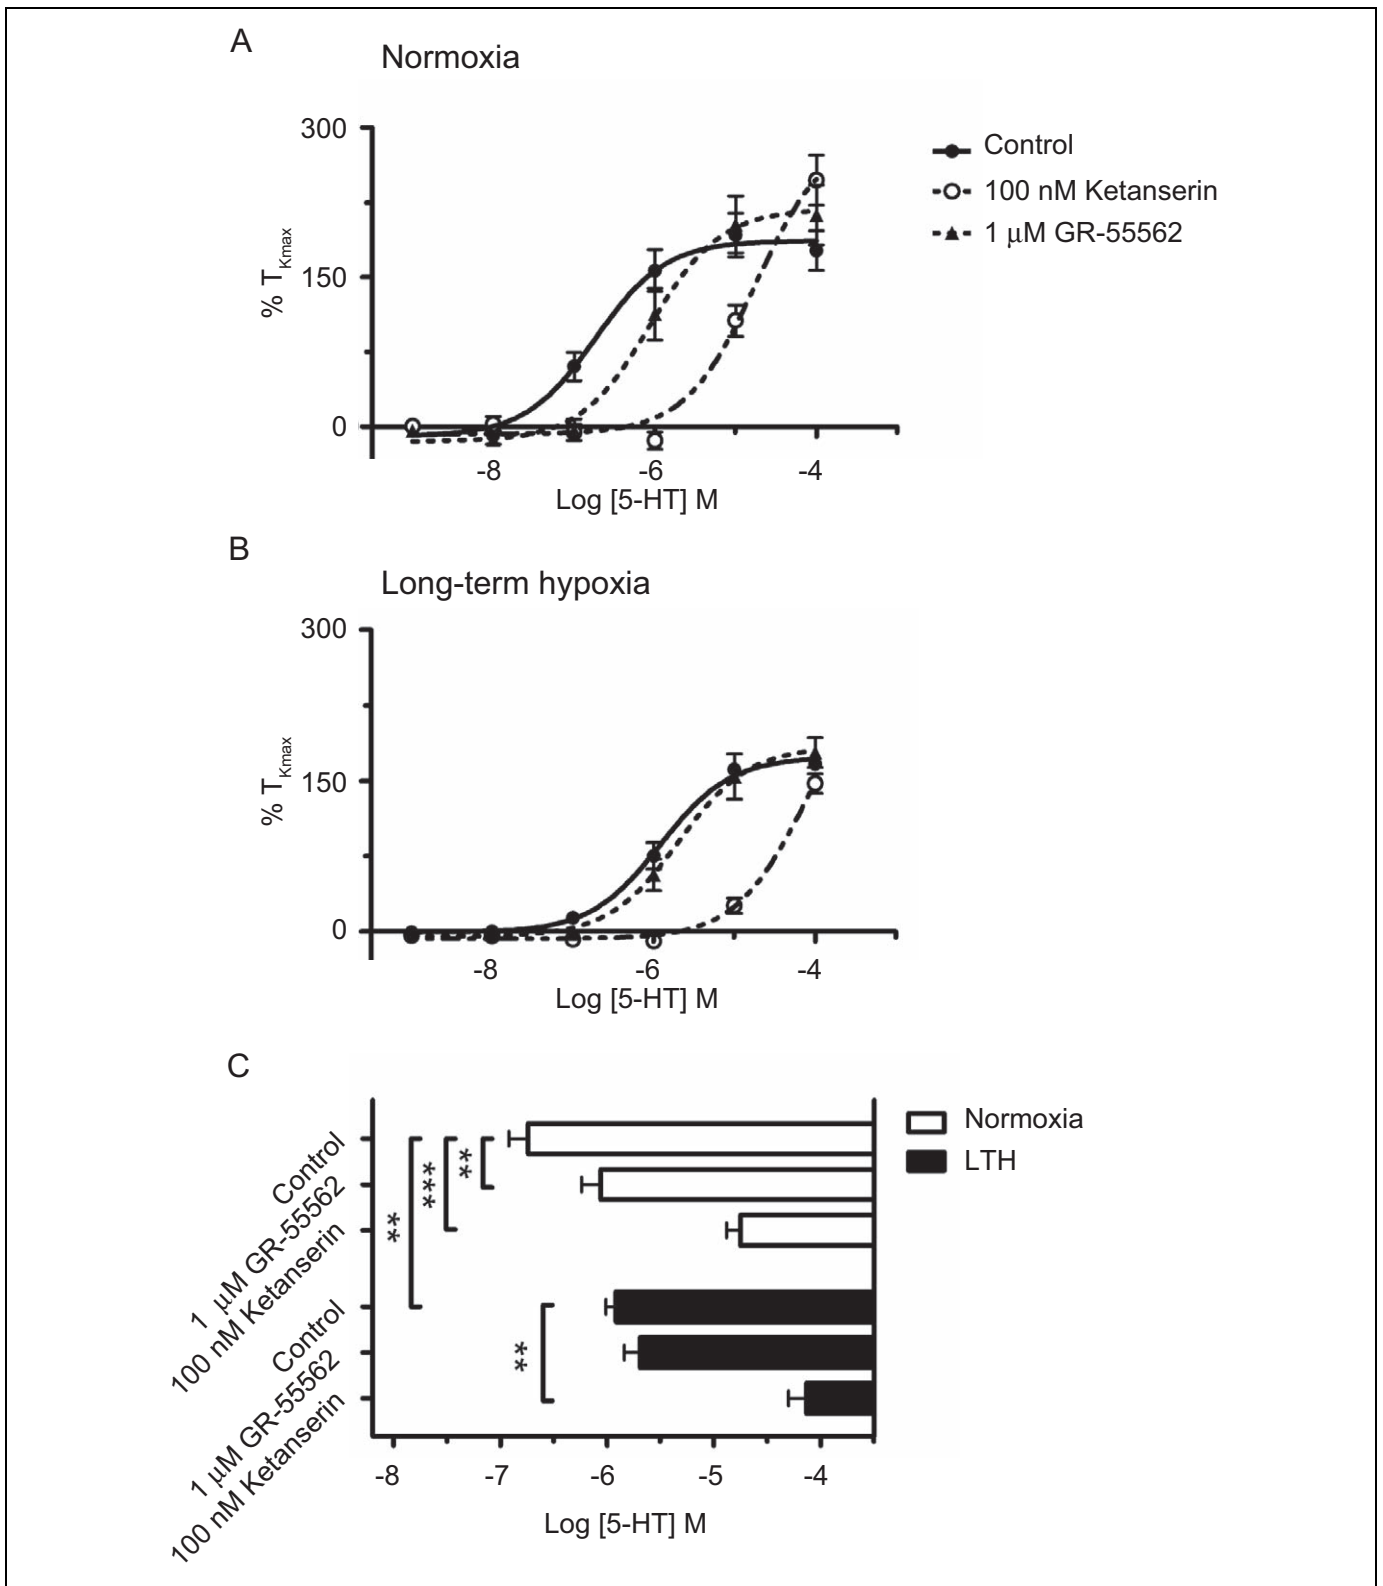 A
Normoxia
300
150
0
% TKmax
-8
-6
-4
Log [5-HT] M
Control
100 nM Ketanserin
1 μM GR-55562
B
Long-term hypoxia
300
150
0
% TKmax
-8
-6
-4
Log [5-HT] M
C
Control
1 μM GR-55562
100 nM Ketanserin
Control
1 μM GR-55562
100 nM Ketanserin
**
***
**
**
Normoxia
LTH
-8
-7
-6
-5
-4
Log [5-HT] M